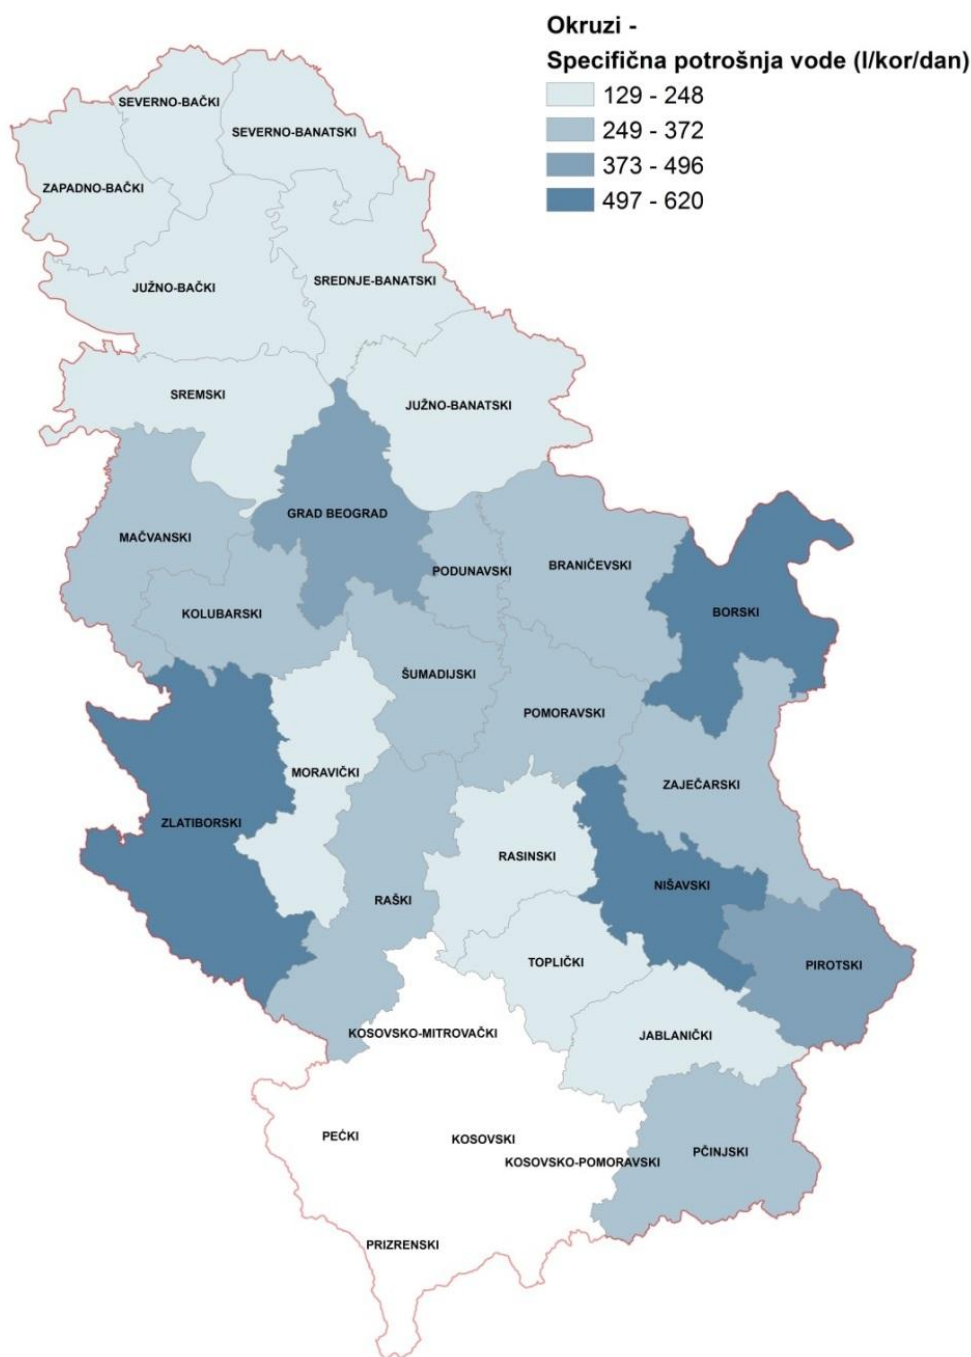 Okruzi -
Specifična potrošnja vode (l/kor/dan)
129 - 248
249 - 372
373 - 496
497 - 620
SEVERNO-BAČKI
SEVERNO-BANATSKI
ZAPADNO-BAČKI
JUŽNO-BAČKI
SREDNJE-BANATSKI
SREMSKI
JUŽNO-BANATSKI
GRAD BEOGRAD
MAČVANSKI
PODUNAVSKI
BRANIČEVSKI
KOLUBARSKI
BORSKI
ŠUMADIJSKI
POMORAVSKI
MORAVIČKI
ZAJEČARSKI
ZLATIBORSKI
RASINSKI
NIŠAVSKI
RAŠKI
TOPLIČKI
PIROTSKI
KOSOVSKO-MITROVAČKI
JABLANIČKI
PEĆKI
KOSOVSKI
KOSOVSKO-POMORAVSKI
PČINJSKI
PRIZRENSKI